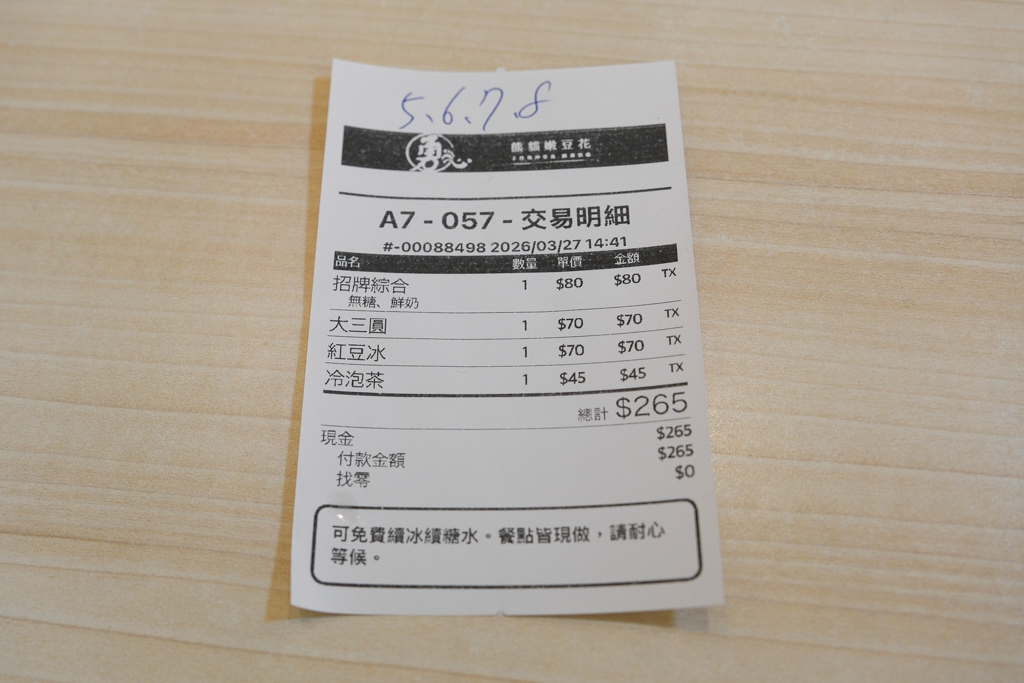 5、6、7、8
勇心 熊貓嫩豆花
A7 - 057 - 交易明細
#-00088498 2026/03/27 14:41
品名 數量 單價 金額
招牌綜合 1 $80 $80 TX
無糖、鮮奶
大三圓 1 $70 $70 TX
紅豆冰 1 $70 $70 TX
冷泡茶 1 $45 $45 TX
總計 $265
現金 $265
付款金額 $265
找零 $0
可免費續冰續糖水。餐點皆現做，請耐心
等候。